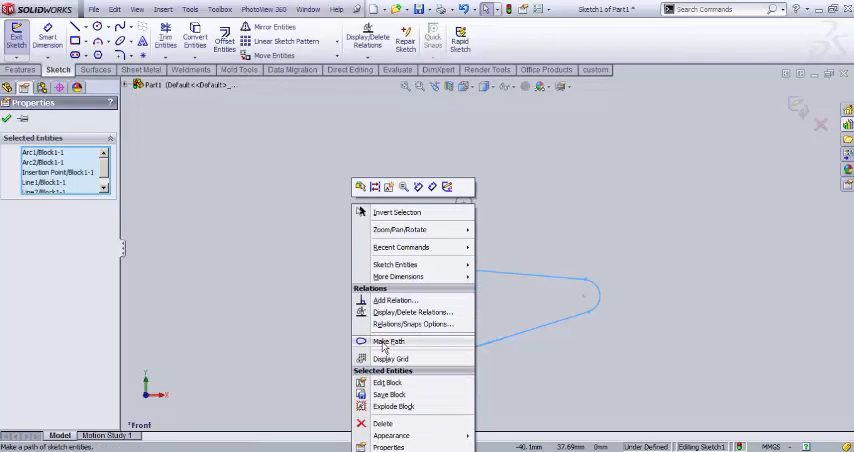 SOLIDWORKS File Edit View Insert Tools PhotoView 360 Window Help Sketch1 of Part1 * Search Commands
Exit Sketch Smart Dimension Trim Entities Convert Entities Offset Entities Mirror Entities Linear Sketch Pattern Move Entities Display/Delete Relations Repair Sketch Quick Snaps Rapid Sketch
Features Sketch Surfaces Sheet Metal Weldments Mold Tools Data Migration Direct Editing Evaluate DimXpert Render Tools Office Products custom
Part1 (Default<<Default>_...
Properties
Selected Entities
Arc1/Block1-1
Arc2/Block1-1
Insertion Point/Block1-1
Line1/Block1-1
Line2/Block1-1
Invert Selection
Zoom/Pan/Rotate
Recent Commands
Sketch Entities
More Dimensions
Relations
Add Relation...
Display/Delete Relations...
Relations/Snaps Options...
Make Path
Display Grid
Selected Entities
Edit Block
Save Block
Explode Block
Delete
Appearance
Properties
Y
X
*Front
Model Motion Study 1
Make a path of sketch entities. -40.1mm 37.69mm 0mm Under Defined Editing Sketch1 MMGS